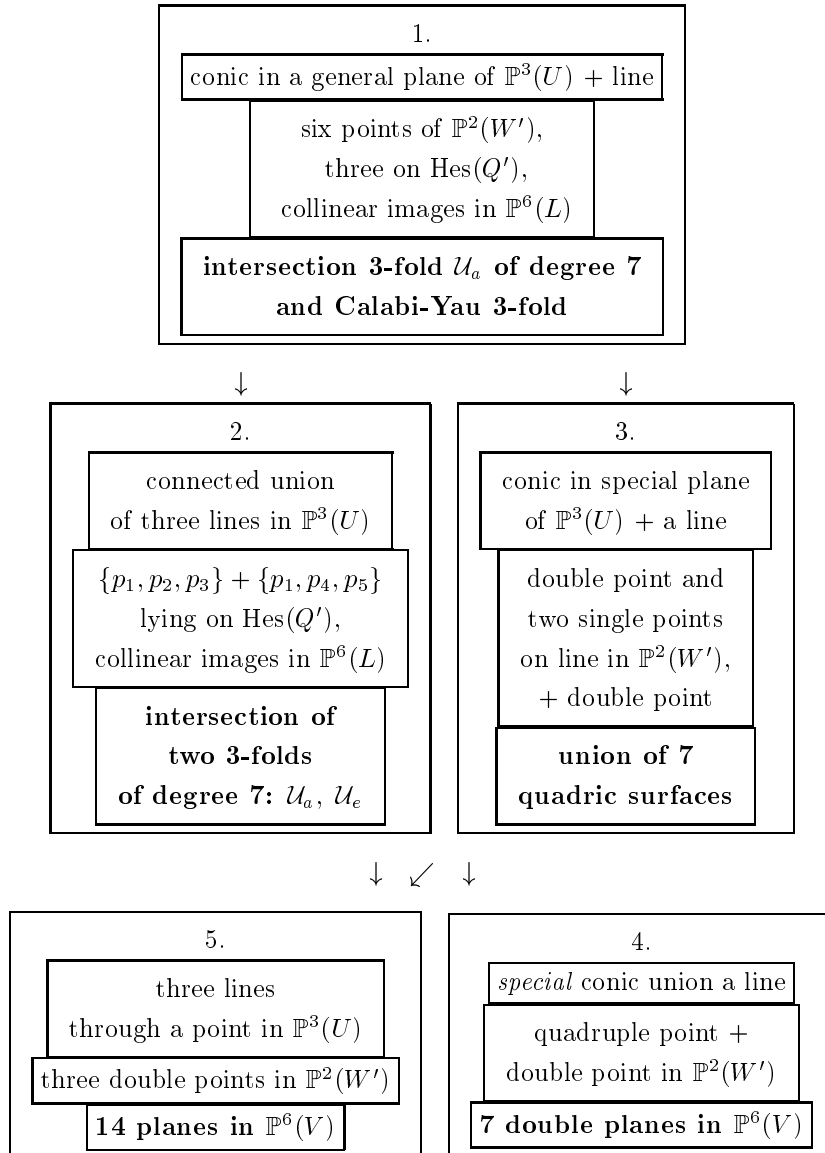 1.
conic in a general plane of ℙ³(U) + line
six points of ℙ²(W′),
three on Hes(Q′),
collinear images in ℙ⁶(L)
intersection 3-fold 𝒰ₐ of degree 7
and Calabi-Yau 3-fold
↓ ↓
2.
connected union
of three lines in ℙ³(U)
{p₁, p₂, p₃} + {p₁, p₄, p₅}
lying on Hes(Q′),
collinear images in ℙ⁶(L)
intersection of
two 3-folds
of degree 7: 𝒰ₐ, 𝒰ₑ
3.
conic in special plane
of ℙ³(U) + a line
double point and
two single points
on line in ℙ²(W′),
+ double point
union of 7
quadric surfaces
↓ ↙ ↓
5.
three lines
through a point in ℙ³(U)
three double points in ℙ²(W′)
14 planes in ℙ⁶(V)
4.
special conic union a line
quadruple point +
double point in ℙ²(W′)
7 double planes in ℙ⁶(V)